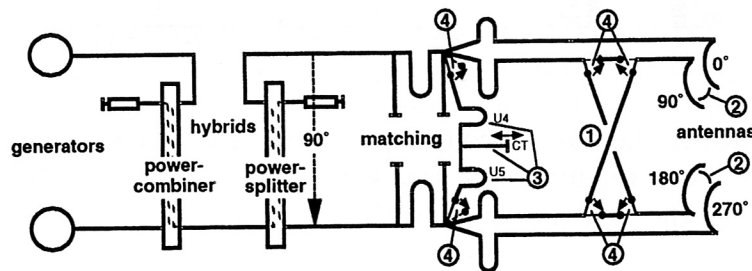 4
4
0°
2
90°
U4
hybrids
90°
matching
1
antennas
generators
CT
power-
combiner
power-
splitter
3
U5
180°
2
270°
4
4